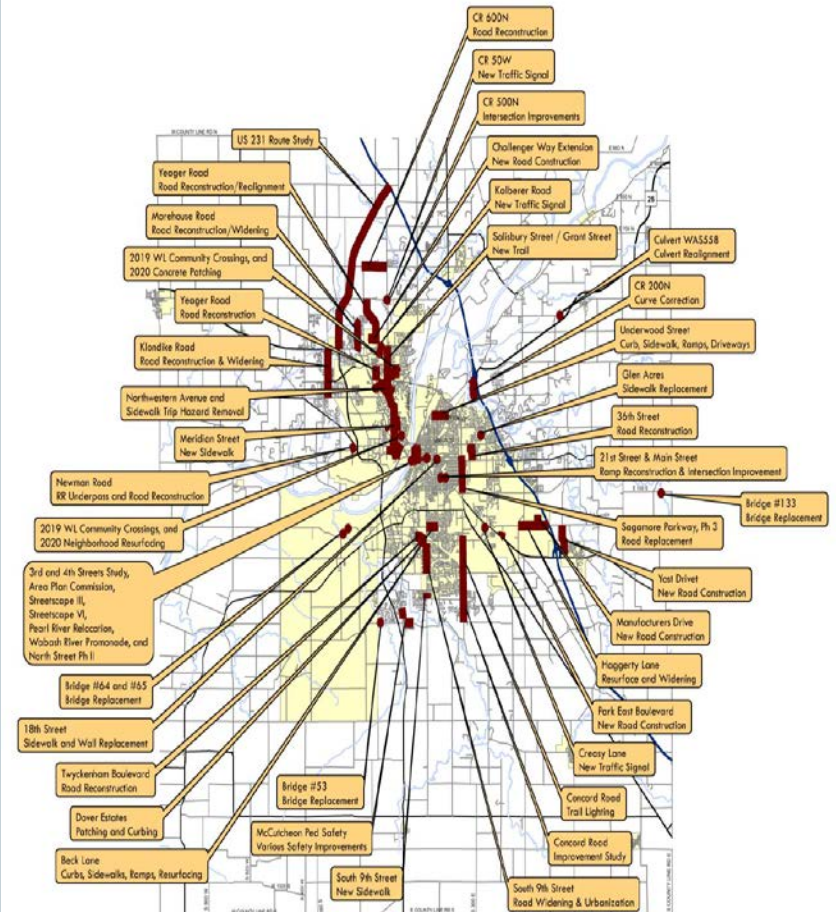 CR 600N
Road Reconstruction
CR 50W
New Traffic Signal
CR 500N
Intersection Improvements
US 231 Route Study
Challenger Way Extension
New Road Construction
Yeager Road
Road Reconstruction/Realignment
Kalberer Road
New Traffic Signal
Morehouse Road
Road Reconstruction/Widening
Salisbury Street / Grant Street
New Trail
Culvert WAS558
Culvert Realignment
2019 WL Community Crossings, and
2020 Concrete Patching
CR 200N
Curve Correction
Yeager Road
Road Reconstruction
Underwood Street
Curb, Sidewalk, Ramps, Driveways
Klondike Road
Road Reconstruction & Widening
Glen Acres
Sidewalk Replacement
Northwestern Avenue and
Sidewalk Trip Hazard Removal
36th Street
Road Reconstruction
Meridian Street
New Sidewalk
21st Street & Main Street
Ramp Reconstruction & Intersection Improvement
Newman Road
RR Underpass and Road Reconstruction
Bridge #133
Bridge Replacement
2019 WL Community Crossings, and
2020 Neighborhood Resurfacing
Sagamore Parkway, Ph 3
Road Replacement
3rd and 4th Streets Study,
Area Plan Commission,
Streetscape III,
Streetscape VI,
Pearl River Relocation,
Wabash River Promenade, and
North Street Ph II
Yost Drivet
New Road Construction
Manufacturers Drive
New Road Construction
Haggerty Lane
Resurface and Widening
Bridge #64 and #65
Bridge Replacement
Park East Boulevard
New Road Construction
18th Street
Sidewalk and Wall Replacement
Creasy Lane
New Traffic Signal
Twyckenham Boulevard
Road Reconstruction
Bridge #53
Bridge Replacement
Concord Road
Trail Lighting
Dover Estates
Patching and Curbing
McCutcheon Ped Safety
Various Safety Improvements
Concord Road
Improvement Study
Beck Lane
Curbs, Sidewalks, Ramps, Resurfacing
South 9th Street
New Sidewalk
South 9th Street
Road Widening & Urbanization